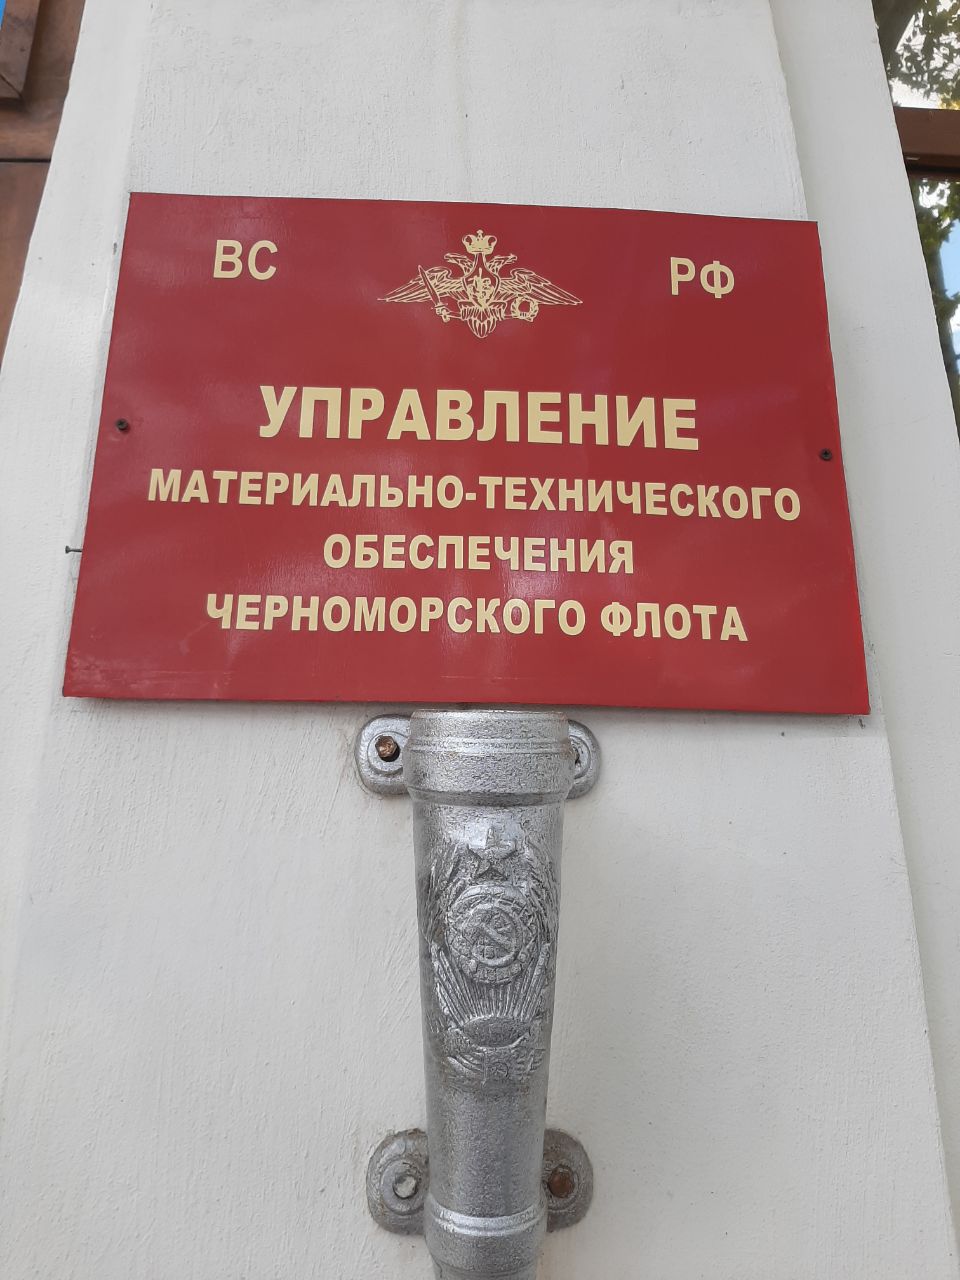 ВС РФ
УПРАВЛЕНИЕ
МАТЕРИАЛЬНО-ТЕХНИЧЕСКОГО
ОБЕСПЕЧЕНИЯ
ЧЕРНОМОРСКОГО ФЛОТА